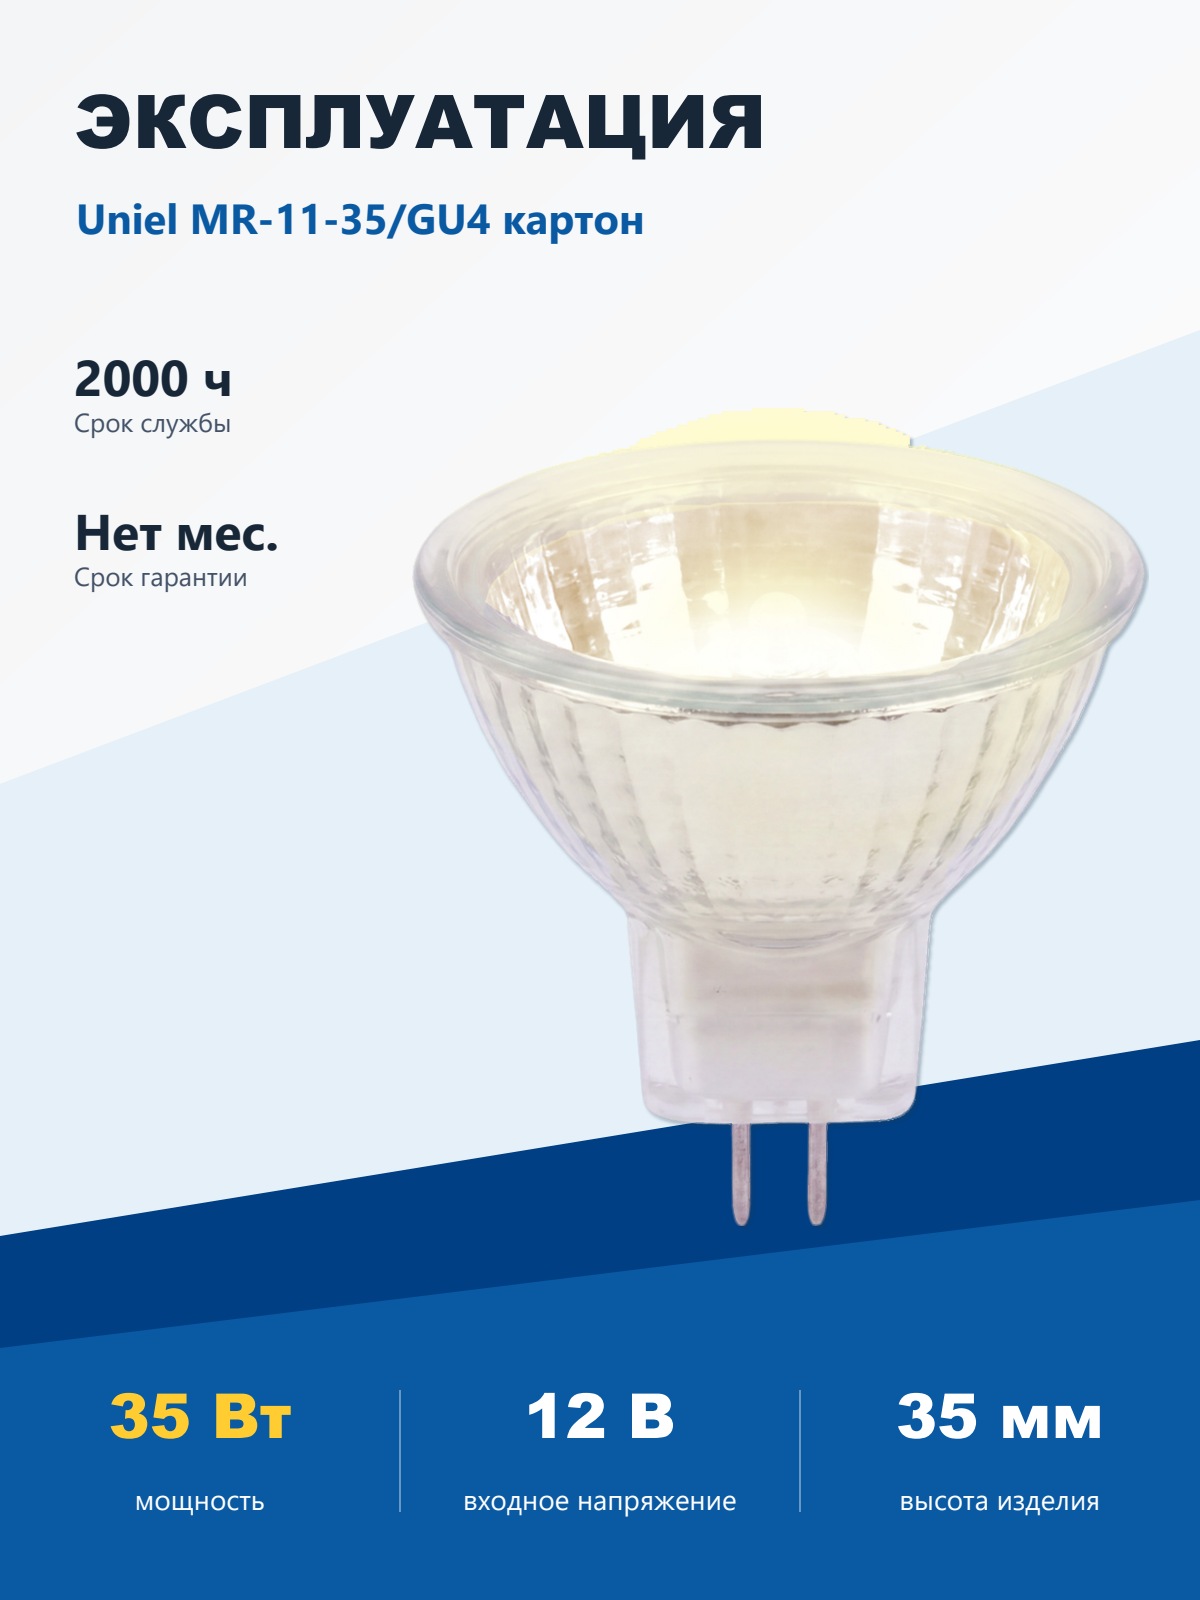 ЭКСПЛУАТАЦИЯ
Uniel MR-11-35/GU4 картон
2000 ч
Срок службы
Нет мес.
Срок гарантии
35 Вт
мощность
12 В
входное напряжение
35 мм
высота изделия